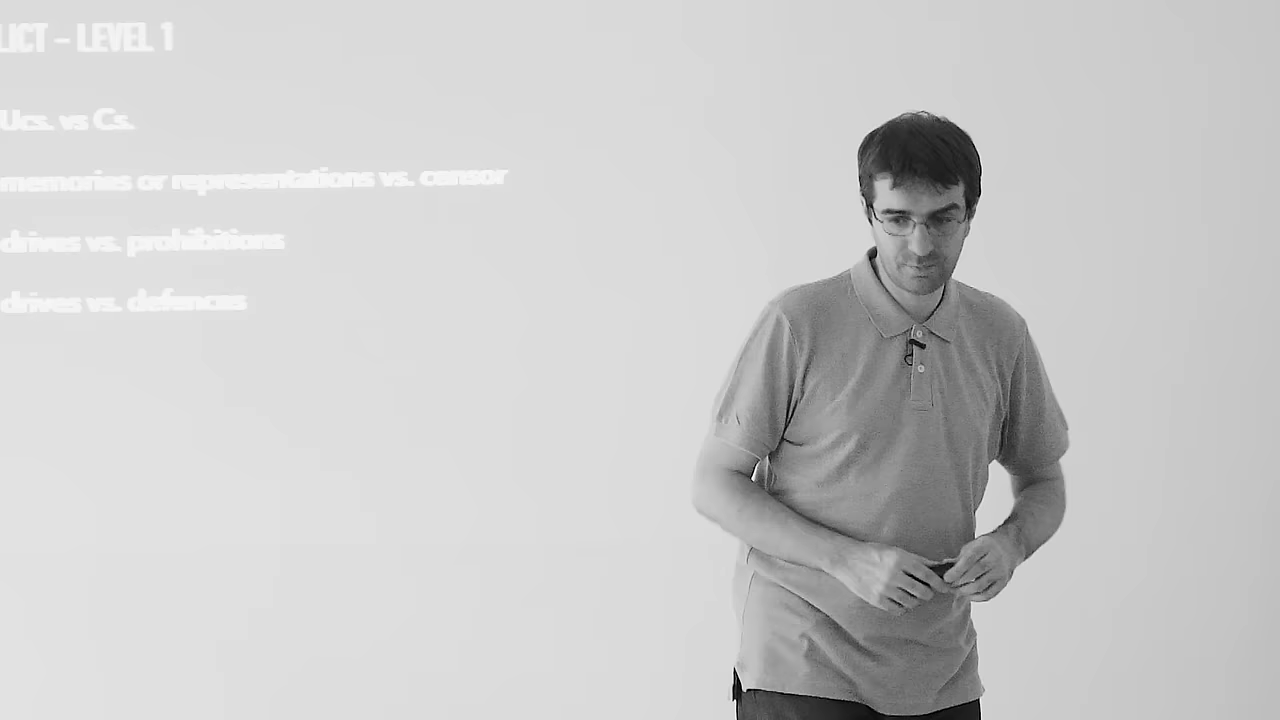 LICT – LEVEL 1
Ucs. vs Cs.
memories or representations vs. censor
drives vs. prohibitions
drives vs. defences